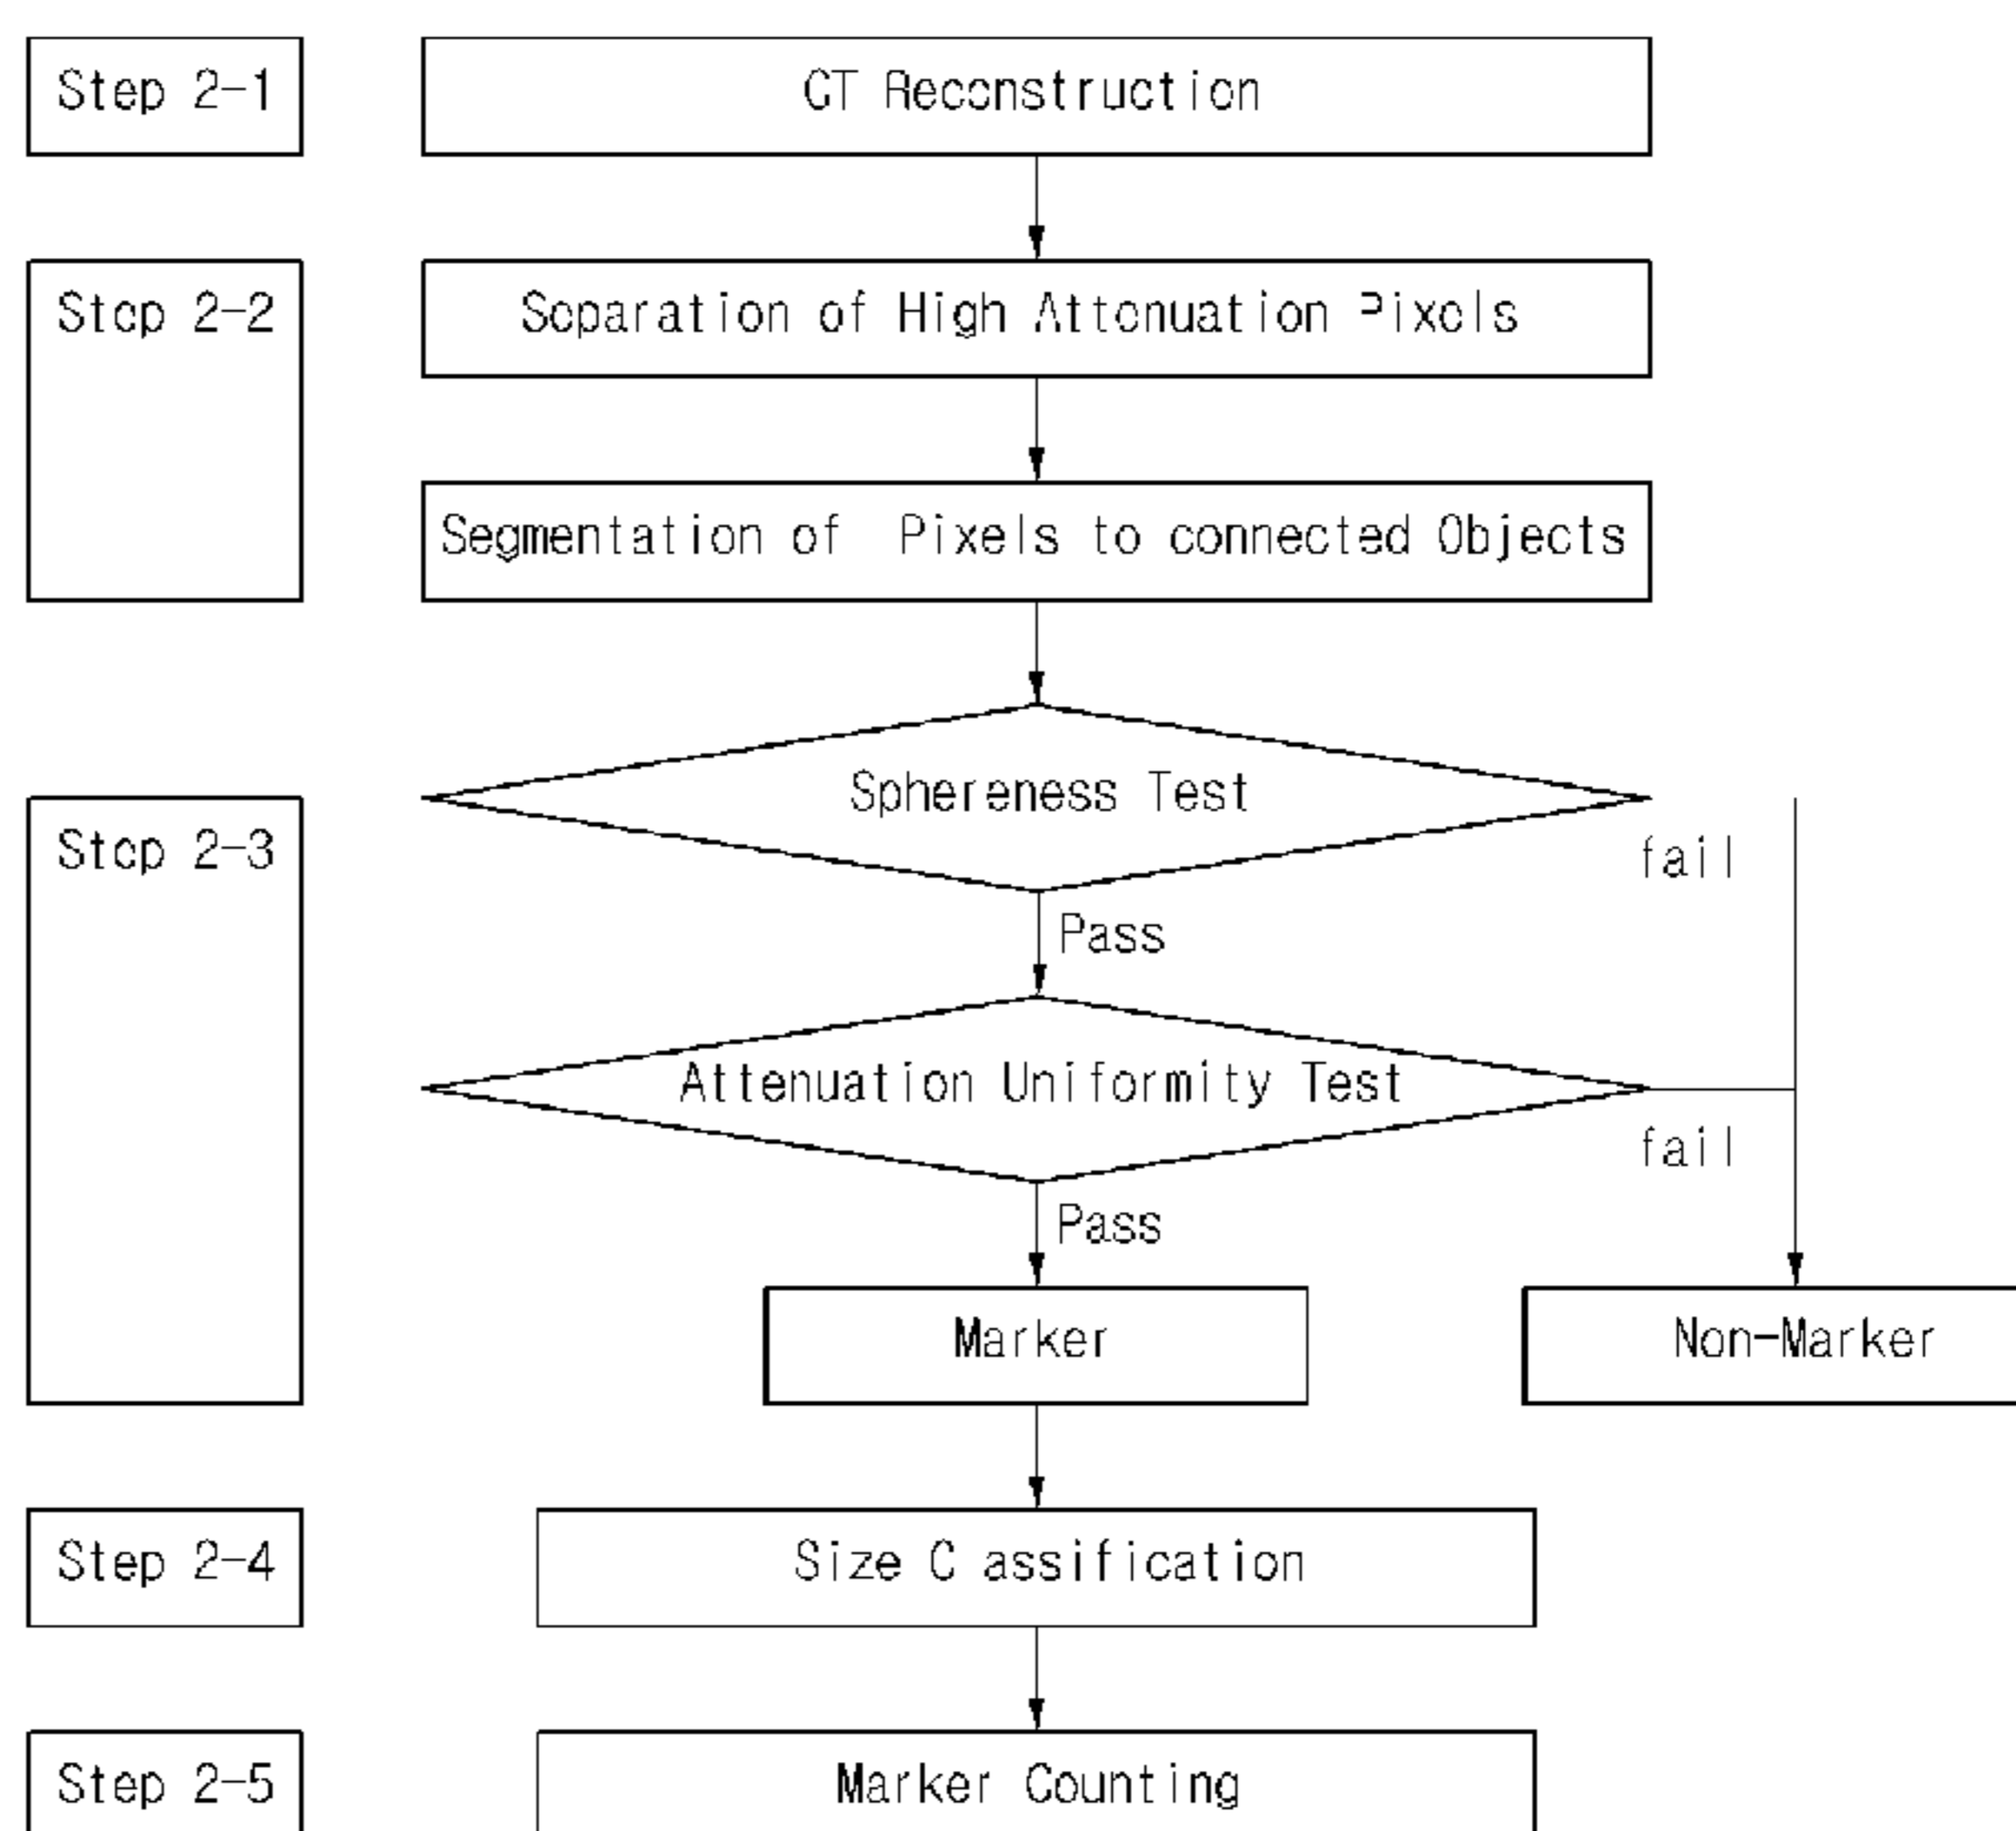 Step 2-1
CT Reconstruction
Step 2-2
Separation of High Attenuation Pixels
Segmentation of Pixels to connected Objects
Sphereness Test
Step 2-3
fail
Pass
Attenuation Uniformity Test
fail
Pass
Marker
Non-Marker
Step 2-4
Size C assification
Step 2-5
Marker Counting